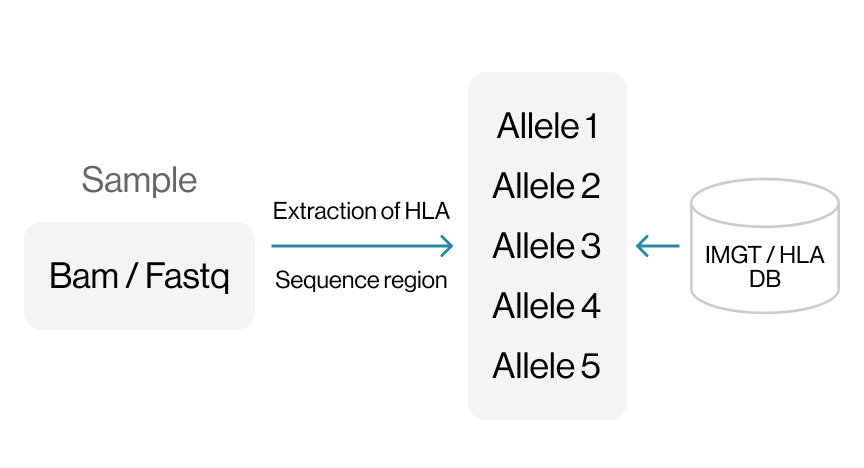 Sample
Bam / Fastq
Extraction of HLA
Sequence region
Allele 1
Allele 2
Allele 3
Allele 4
Allele 5
IMGT / HLA
DB